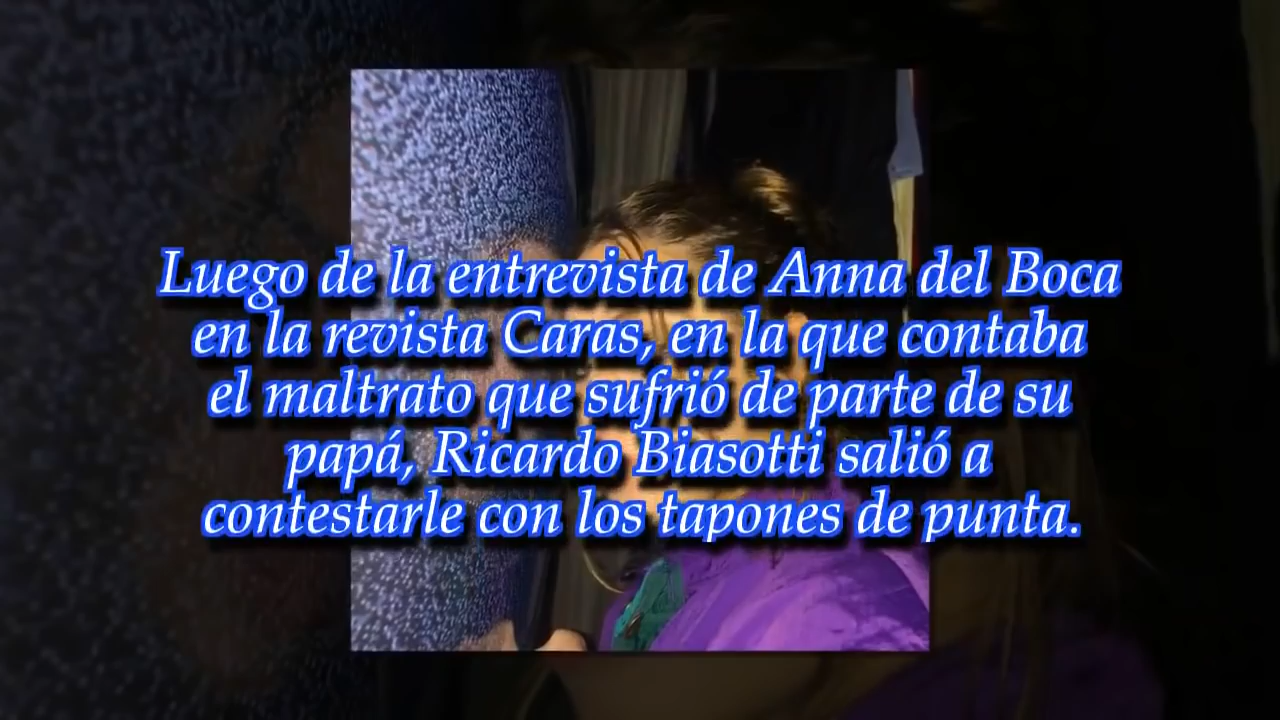 Luego de la entrevista de Anna del Boca
en la revista Caras, en la que contaba
el maltrato que sufrió de parte de su
papá, Ricardo Biasotti salió a
contestarle con los tapones de punta.